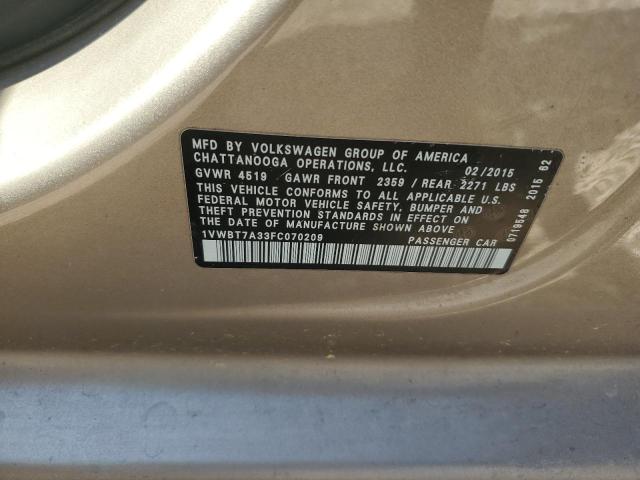 MFD BY VOLKSWAGEN GROUP OF AMERICA
CHATTANOOGA OPERATIONS, LLC. 02/2015
GVWR 4519 GAWR FRONT 2359 / REAR 2271 LBS
THIS VEHICLE CONFORMS TO ALL APPLICABLE U.S.
FEDERAL MOTOR VEHICLE SAFETY, BUMPER AND
THEFT PREVENTION STANDARDS IN EFFECT ON
THE DATE OF MANUFACTURE SHOWN ABOVE
1VWBT7A33FC070209 PASSENGER CAR
0719548 2015 62